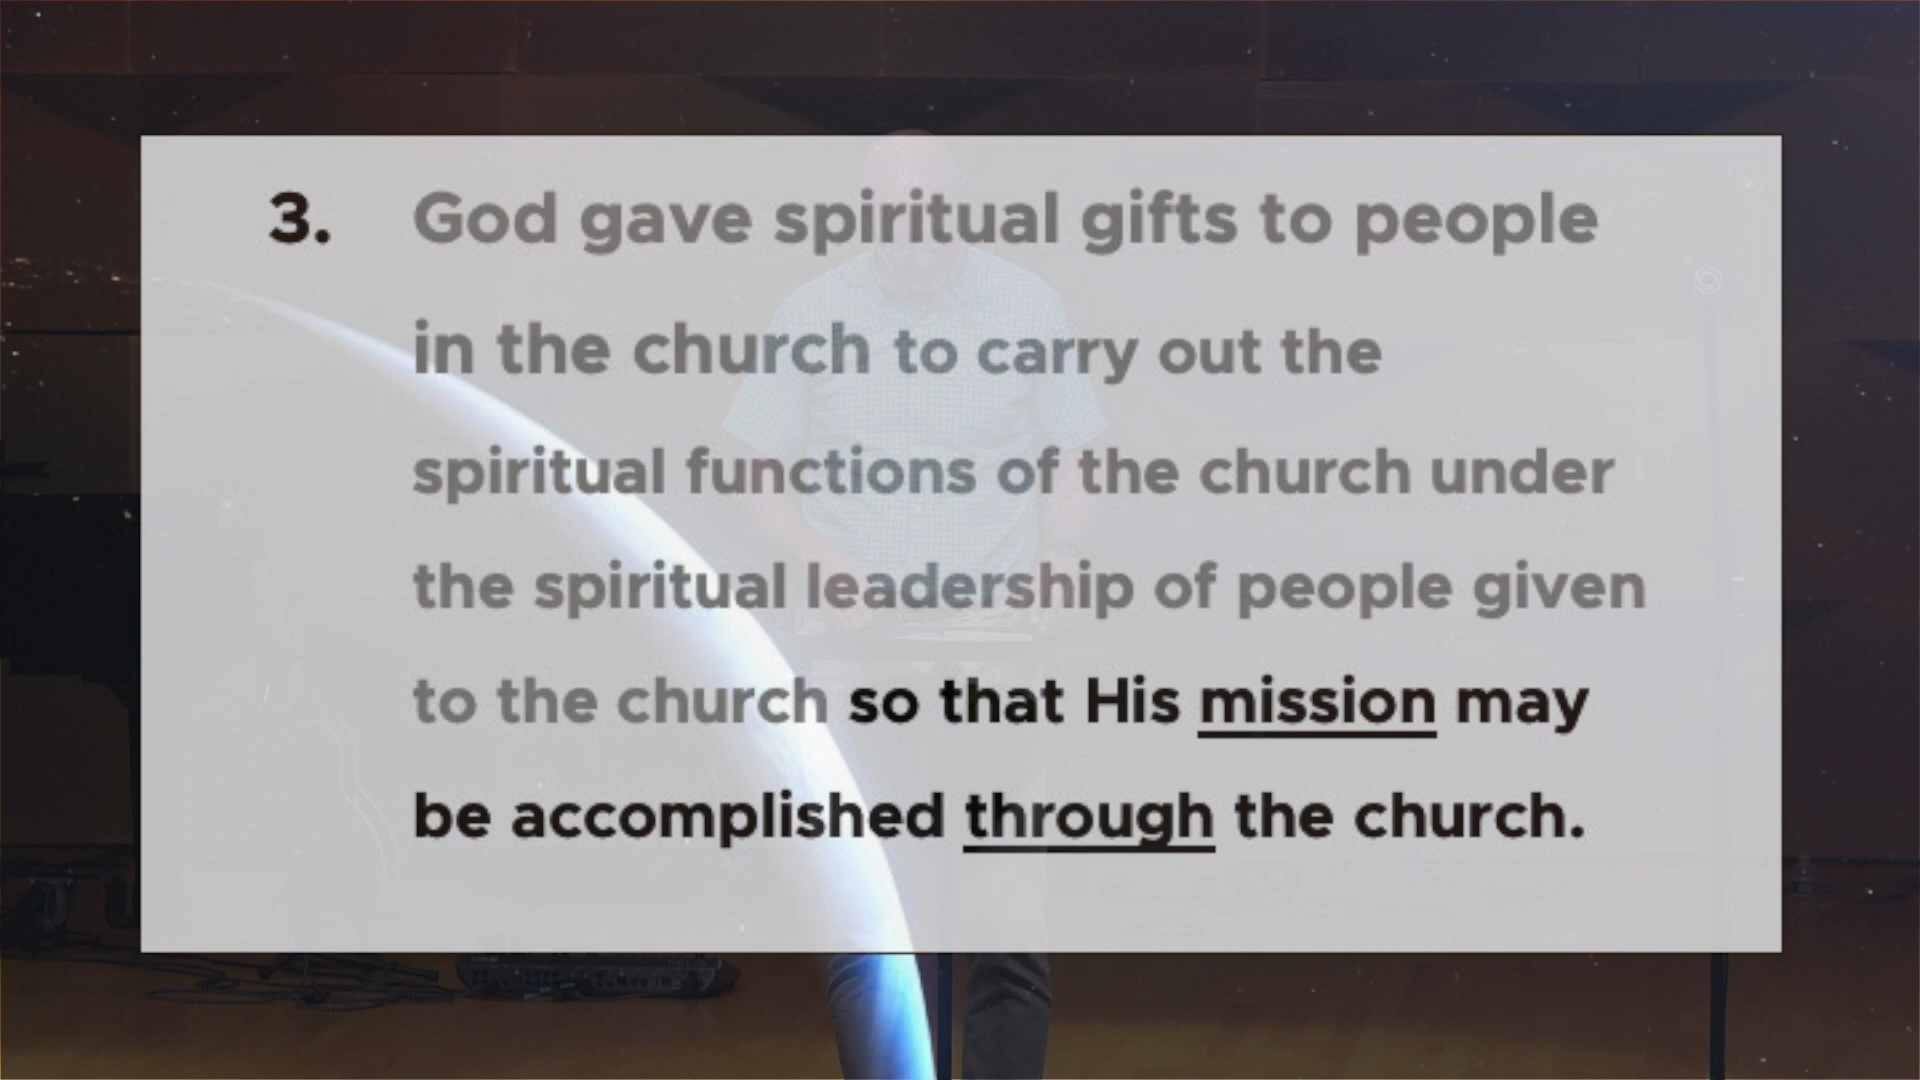 3. God gave spiritual gifts to people
in the church to carry out the
spiritual functions of the church under
the spiritual leadership of people given
to the church so that His mission may
be accomplished through the church.